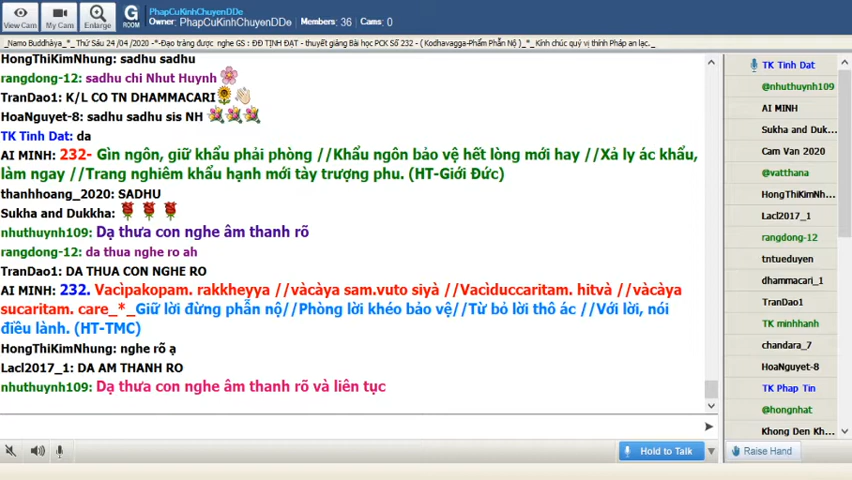 PhapCuKinhChuyenDDe
Owner: PhapCuKinhChuyenDDe Members: 36 Cams: 0
View Cam My Cam Enlarge G ROOM
_Namo Buddhàya_*_ Thứ Sáu 24 /04 /2020 -*-Đạo tràng được nghe GS : ĐĐ TỊNH ĐẠT - thuyết giảng Bài học PCK Số 232 - ( Kodhavagga-Phẩm Phẫn Nộ )_*_ Kính chúc quý vị thính Pháp an lạc._
HongThiKimNhung: sadhu sadhu
rangdong-12: sadhu chi Nhut Huynh
TranDao1: K/L CO TN DHAMMACARI
HoaNguyet-8: sadhu sadhu sis NH
TK Tinh Dat: da
AI MINH: 232- Gìn ngôn, giữ khẩu phải phòng //Khẩu ngôn bảo vệ hết lòng mới hay //Xả ly ác khẩu,
làm ngay //Trang nghiêm khẩu hạnh mới tày trượng phu. (HT-Giới Đức)
thanhhoang_2020: SADHU
Sukha and Dukkha:
nhuthuynh109: Dạ thưa con nghe âm thanh rõ
rangdong-12: da thua nghe ro ah
TranDao1: DA THUA CON NGHE RO
AI MINH: 232. Vacìpakopam. rakkheyya //vàcàya sam.vuto siyà //Vacìduccaritam. hitvà //vàcàya
sucaritam. care_*_Giữ lời đừng phẫn nộ//Phòng lời khéo bảo vệ//Từ bỏ lời thô ác //Với lời, nói
điều lành. (HT-TMC)
HongThiKimNhung: nghe rõ ạ
Lacl2017_1: DA AM THANH RO
nhuthuynh109: Dạ thưa con nghe âm thanh rõ và liên tục
TK Tinh Dat
@nhuthuynh109
AI MINH
Sukha and Duk...
Cam Van 2020
@vatthana
HongThiKimNh...
Lacl2017_1
rangdong-12
tntueduyen
dhammacari_1
TranDao1
TK minhhanh
chandara_7
HoaNguyet-8
TK Phap Tin
@hongnhat
Khong Den Kh...
Hold to Talk
Raise Hand